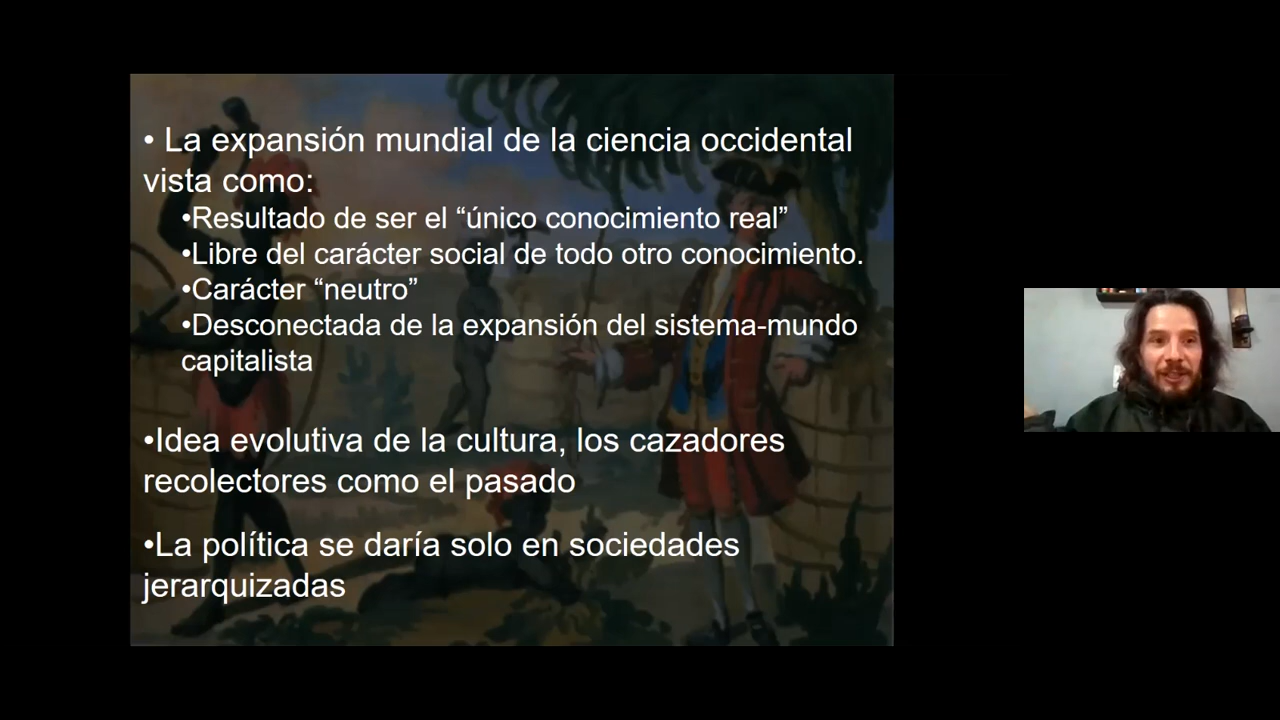 • La expansión mundial de la ciencia occidental
vista como:
•Resultado de ser el “único conocimiento real”
•Libre del carácter social de todo otro conocimiento.
•Carácter “neutro”
•Desconectada de la expansión del sistema-mundo
capitalista
•Idea evolutiva de la cultura, los cazadores
recolectores como el pasado
•La política se daría solo en sociedades
jerarquizadas